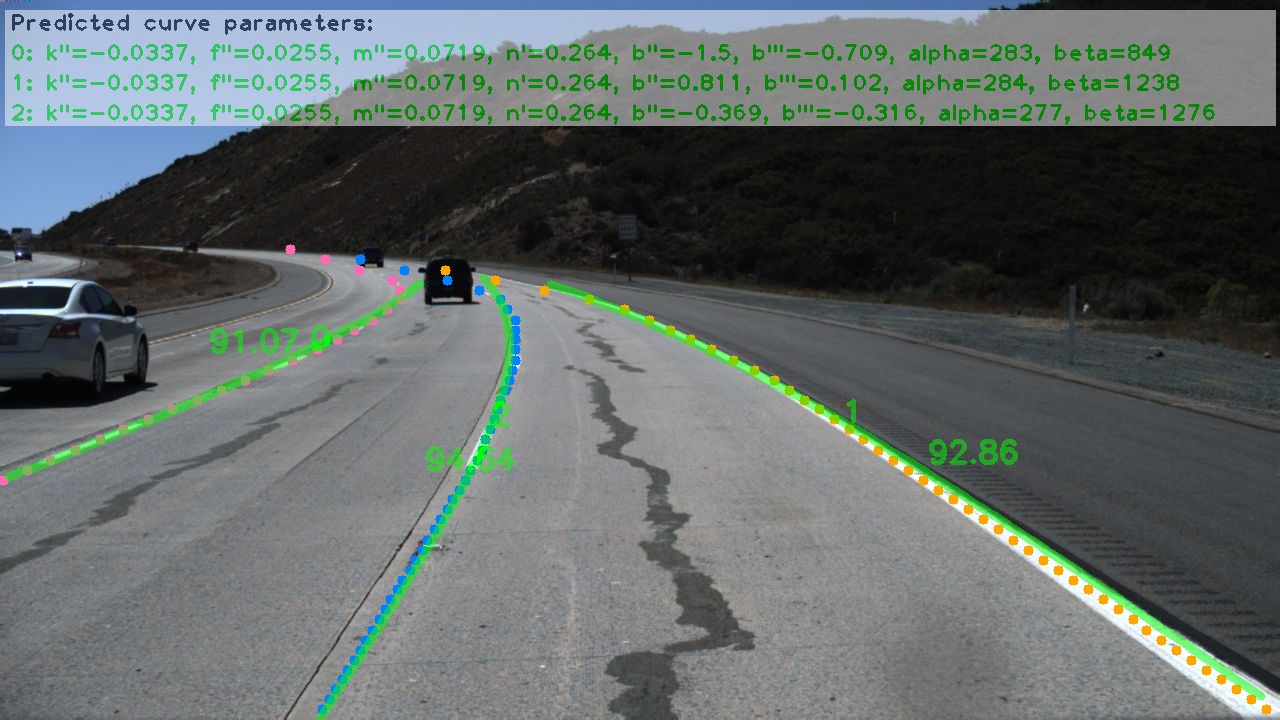 Predicted curve parameters:
0: k''=-0.0337, f''=0.0255, m''=0.0719, n'=0.264, b''=-1.5, b'''=-0.709, alpha=283, beta=849
1: k''=-0.0337, f''=0.0255, m''=0.0719, n'=0.264, b''=0.811, b'''=0.102, alpha=284, beta=1238
2: k''=-0.0337, f''=0.0255, m''=0.0719, n'=0.264, b''=-0.369, b'''=-0.316, alpha=277, beta=1276
91.07 0
2
1
94.64
92.86